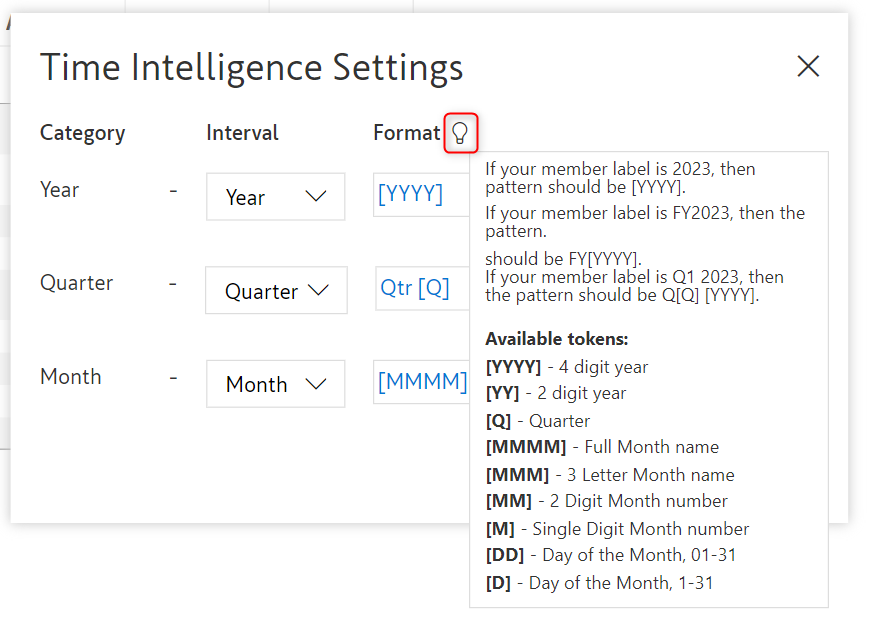 Time Intelligence Settings
Category Interval Format
Year - Year [YYYY]
Quarter - Quarter Qtr [Q]
Month - Month [MMMM]
If your member label is 2023, then
pattern should be [YYYY].
If your member label is FY2023, then the
pattern.
should be FY[YYYY].
If your member label is Q1 2023, then
the pattern should be Q[Q] [YYYY].
Available tokens:
[YYYY] - 4 digit year
[YY] - 2 digit year
[Q] - Quarter
[MMMM] - Full Month name
[MMM] - 3 Letter Month name
[MM] - 2 Digit Month number
[M] - Single Digit Month number
[DD] - Day of the Month, 01-31
[D] - Day of the Month, 1-31